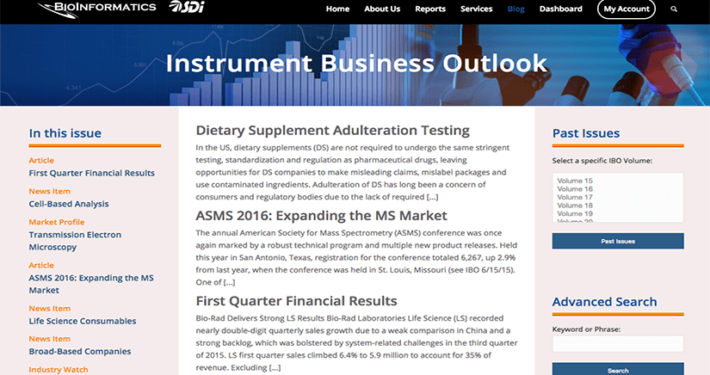 BIOINFORMATICS SDi
Home About Us Reports Services Blog Dashboard My Account
Instrument Business Outlook
In this issue
Article
First Quarter Financial Results
News Item
Cell-Based Analysis
Market Profile
Transmission Electron
Microscopy
Article
ASMS 2016: Expanding the MS
Market
News Item
Life Science Consumables
News Item
Broad-Based Companies
Industry Watch
Dietary Supplement Adulteration Testing
In the US, dietary supplements (DS) are not required to undergo the same stringent
testing, standardization and regulation as pharmaceutical drugs, leaving
opportunities for DS companies to make misleading claims, mislabel packages and
use contaminated ingredients. Adulteration of DS has long been a concern of
consumers and regulatory bodies due to the lack of required [...]
ASMS 2016: Expanding the MS Market
The annual American Society for Mass Spectrometry (ASMS) conference was once
again marked by a robust technical program and multiple new product releases. Held
this year in San Antonio, Texas, registration for the conference totaled 6,267, up 2.9%
from last year, when the conference was held in St. Louis, Missouri (see IBO 6/15/15).
One of [...]
First Quarter Financial Results
Bio-Rad Delivers Strong LS Results Bio-Rad Laboratories Life Science (LS) recorded
nearly double-digit quarterly sales growth due to a weak comparison in China and a
strong backlog, which was bolstered by system-related challenges in the third quarter
of 2015. LS first quarter sales climbed 6.4% to 5.9 million to account for 35% of
revenue. Excluding [...]
Past Issues
Select a specific IBO Volume:
Volume 15
Volume 16
Volume 17
Volume 18
Volume 19
Volume 20
Past Issues
Advanced Search
Keyword or Phrase:
Search